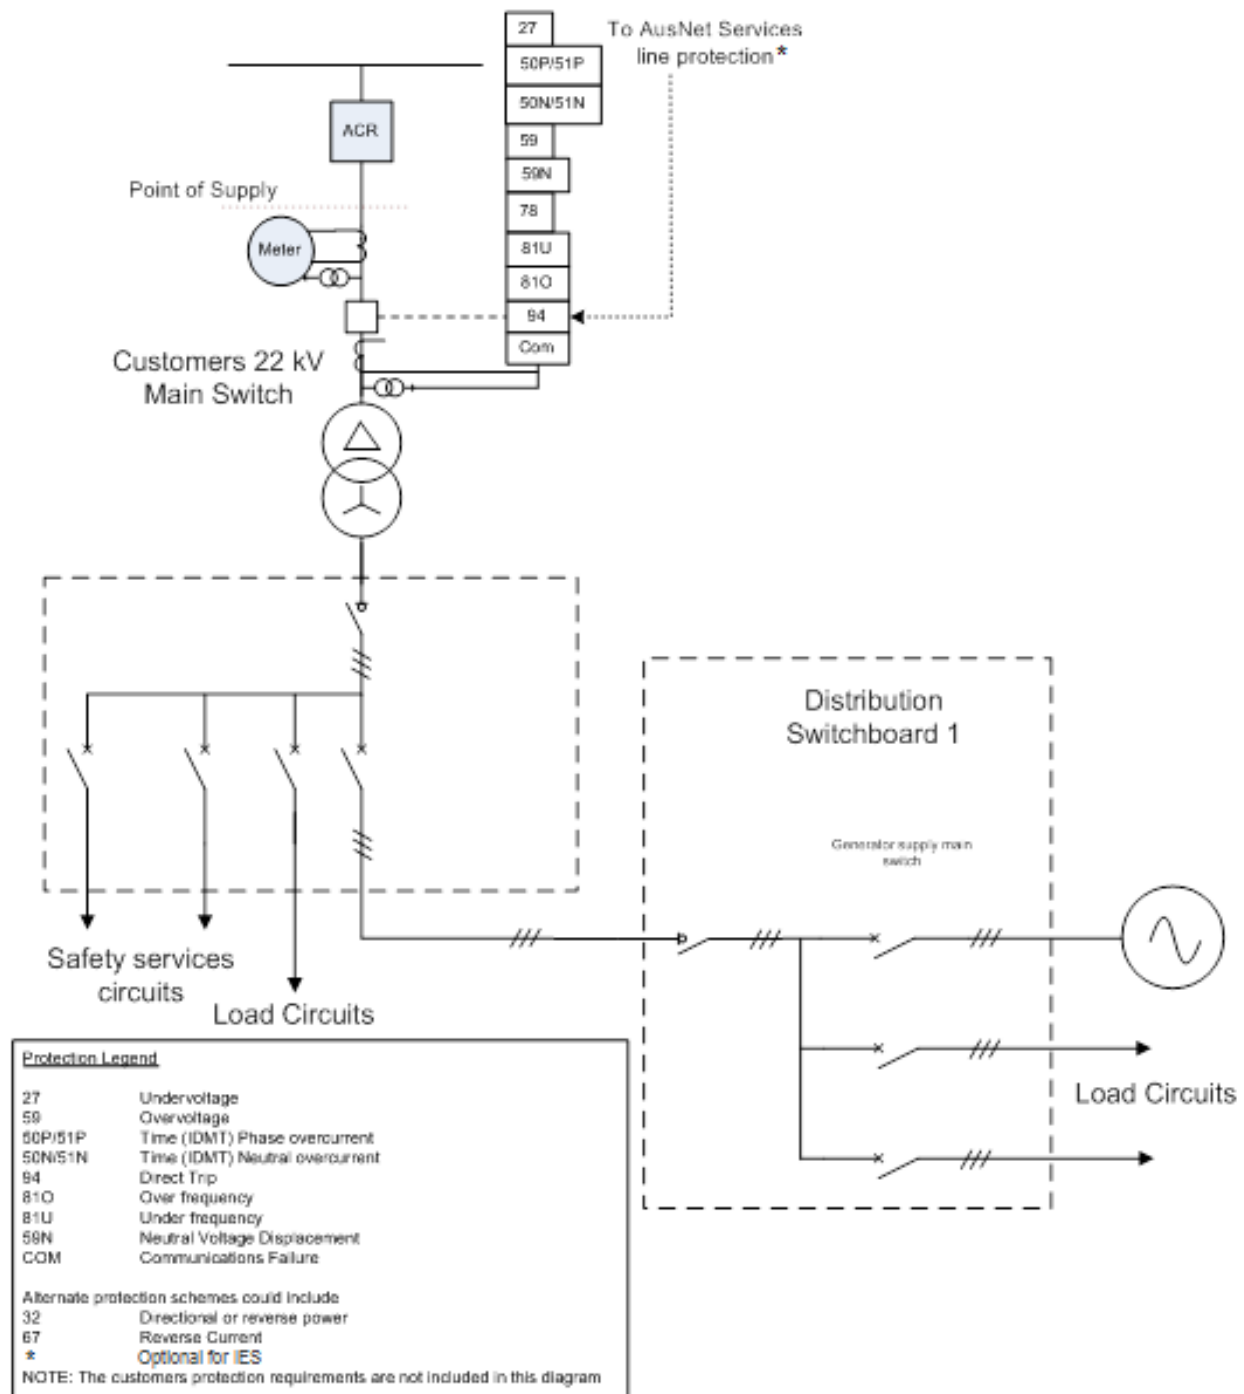 27
To AusNet Services
line protection*
50P/51P
50N/51N
ACR
59
59N
Point of Supply
78
Meter
81U
81O
94
Com
Customers 22 kV
Main Switch
Distribution
Switchboard 1
Generator supply main
switch
Safety services
circuits
Load Circuits
Load Circuits
Protection Legend
27 Undervoltage
59 Overvoltage
50P/51P Time (IDMT) Phase overcurrent
50N/51N Time (IDMT) Neutral overcurrent
94 Direct Trip
81O Over frequency
81U Under frequency
59N Neutral Voltage Displacement
COM Communications Failure
Alternate protection schemes could include
32 Directional or reverse power
67 Reverse Current
* Optional for IES
NOTE: The customers protection requirements are not included in this diagram